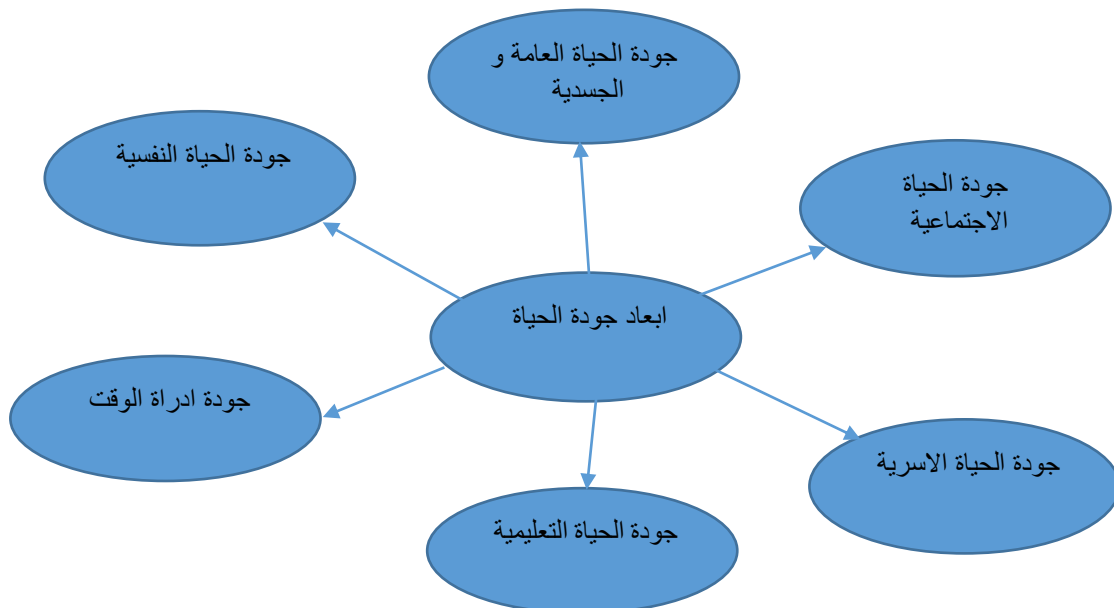 جودة الحياة العامة و
الجسدية
جودة الحياة النفسية
جودة الحياة
الاجتماعية
ابعاد جودة الحياة
جودة ادراة الوقت
جودة الحياة الاسرية
جودة الحياة التعليمية